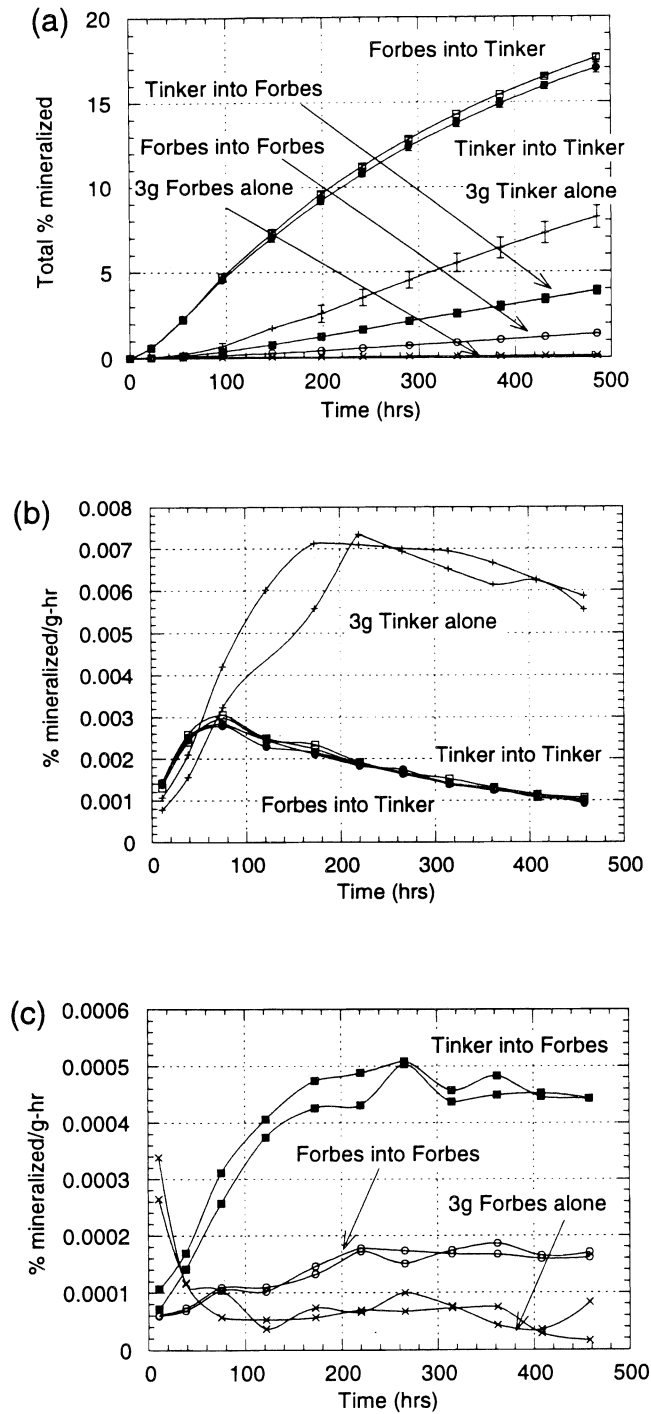 (a)
20
15
10
5
0
Total % mineralized
Forbes into Tinker
Tinker into Forbes
Forbes into Forbes
Tinker into Tinker
3g Forbes alone
3g Tinker alone
0 100 200 300 400 500
Time (hrs)
(b)
0.008
0.007
0.006
0.005
0.004
0.003
0.002
0.001
0
% mineralized/g-hr
3g Tinker alone
Tinker into Tinker
Forbes into Tinker
0 100 200 300 400 500
Time (hrs)
(c)
0.0006
0.0005
0.0004
0.0003
0.0002
0.0001
0
% mineralized/g-hr
Tinker into Forbes
Forbes into Forbes
3g Forbes alone
0 100 200 300 400 500
Time (hrs)